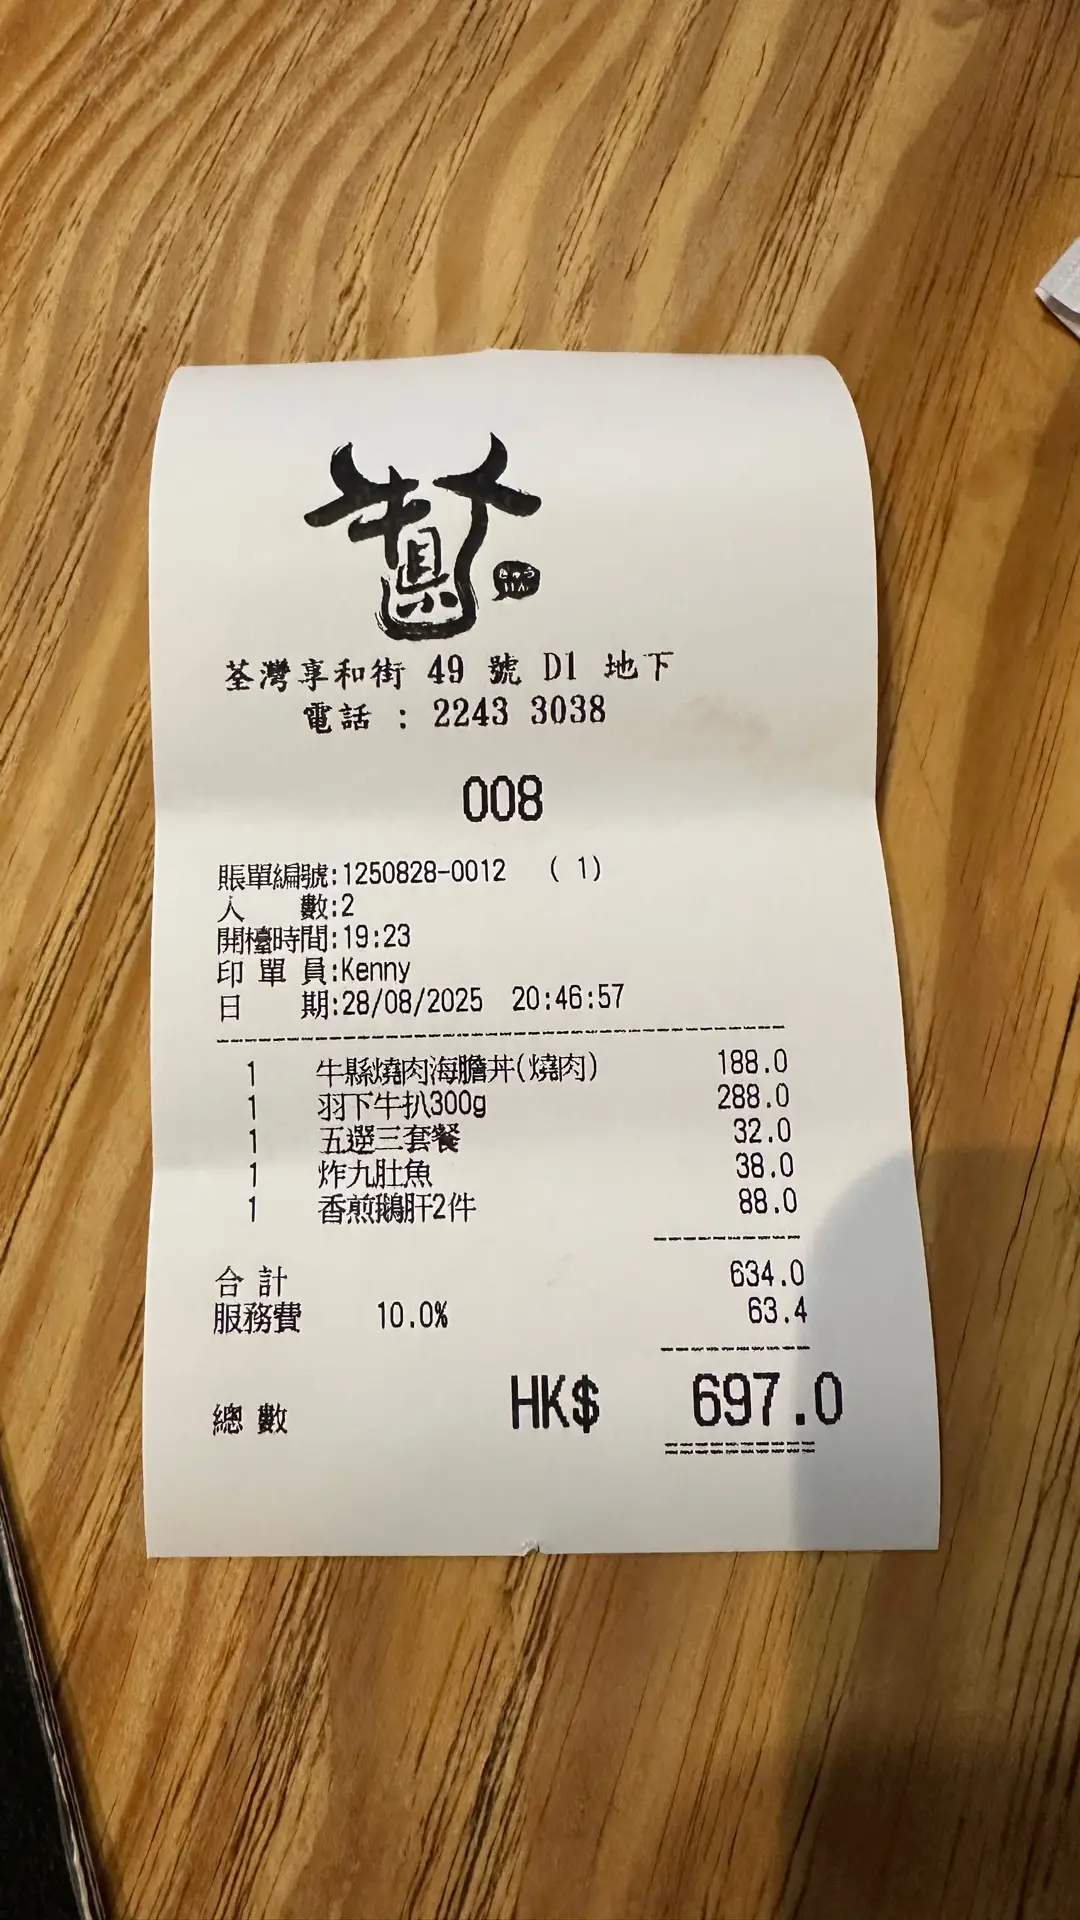 牛縣
きゅう
けん
荃灣享和街 49 號 D1 地下
電話 : 2243 3038
008
賬單編號:1250828-0012 ( 1)
人 數:2
開檯時間:19:23
印 單 員:Kenny
日 期:28/08/2025 20:46:57
1 牛縣燒肉海膽丼(燒肉) 188.0
1 羽下牛扒300g 288.0
1 五選三套餐 32.0
1 炸九肚魚 38.0
1 香煎鵝肝2件 88.0
合 計 634.0
服務費 10.0% 63.4
總 數 HK$ 697.0